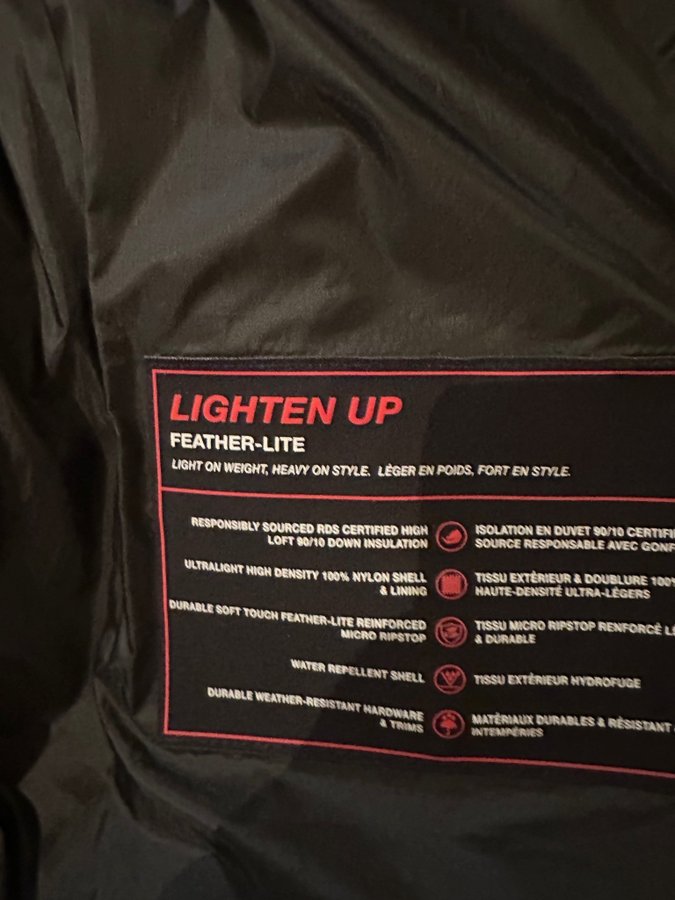 LIGHTEN UP
FEATHER-LITE
LIGHT ON WEIGHT, HEAVY ON STYLE. LÉGER EN POIDS, FORT EN STYLE.
RESPONSIBLY SOURCED RDS CERTIFIED HIGH
LOFT 90/10 DOWN INSULATION
ISOLATION EN DUVET 90/10 CERTIFI
SOURCE RESPONSABLE AVEC GONF
ULTRALIGHT HIGH DENSITY 100% NYLON SHELL
& LINING
TISSU EXTÉRIEUR & DOUBLURE 100%
HAUTE-DENSITÉ ULTRA-LÉGERS
DURABLE SOFT TOUCH FEATHER-LITE REINFORCED
MICRO RIPSTOP
TISSU MICRO RIPSTOP RENFORCÉ LÉ
& DURABLE
WATER REPELLENT SHELL
TISSU EXTÉRIEUR HYDROFUGE
DURABLE WEATHER-RESISTANT HARDWARE
& TRIMS
MATÉRIAUX DURABLES & RÉSISTANT
INTEMPÉRIES